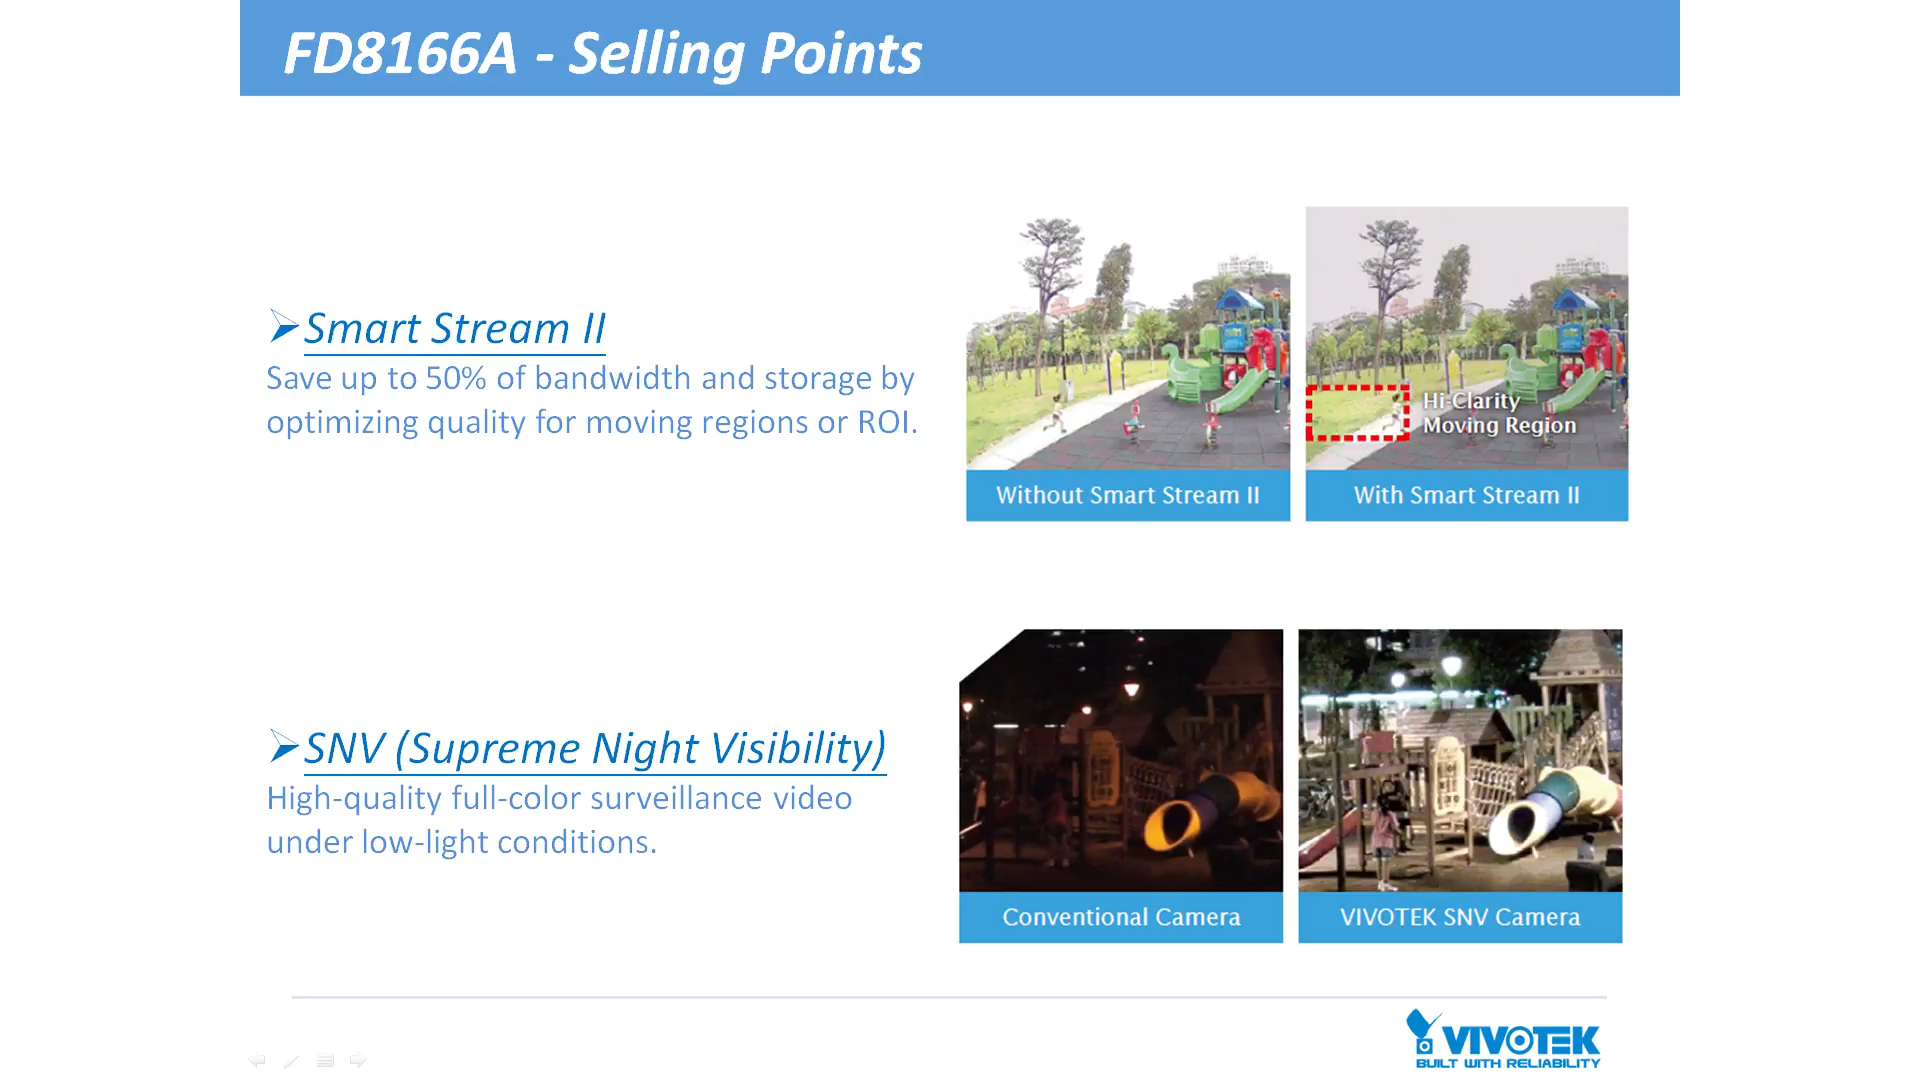 FD8166A - Selling Points
Smart Stream II
Save up to 50% of bandwidth and storage by
optimizing quality for moving regions or ROI.
Hi-Clarity
Moving Region
Without Smart Stream II
With Smart Stream II
SNV (Supreme Night Visibility)
High-quality full-color surveillance video
under low-light conditions.
Conventional Camera
VIVOTEK SNV Camera
VIVOTEK
BUILT WITH RELIABILITY